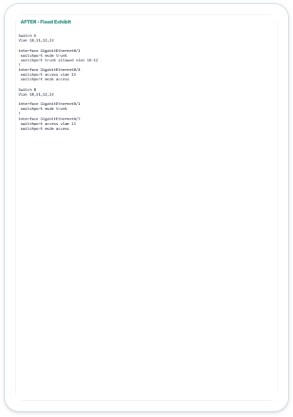 AFTER - Fixed Exhibit
Switch A
Vlan 10,11,12,13
interface GigabitEthernet0/1
switchport mode trunk
switchport trunk allowed vlan 10-12
!
interface GigabitEthernet0/
switchport access vlan 13
switchport mode access
Switch B
Vlan 10,11,12,13
interface GigabitEthernet0/1
switchport mode trunk
!
interface GigabitEthernet0/
switchport access vlan 13
switchport mode access